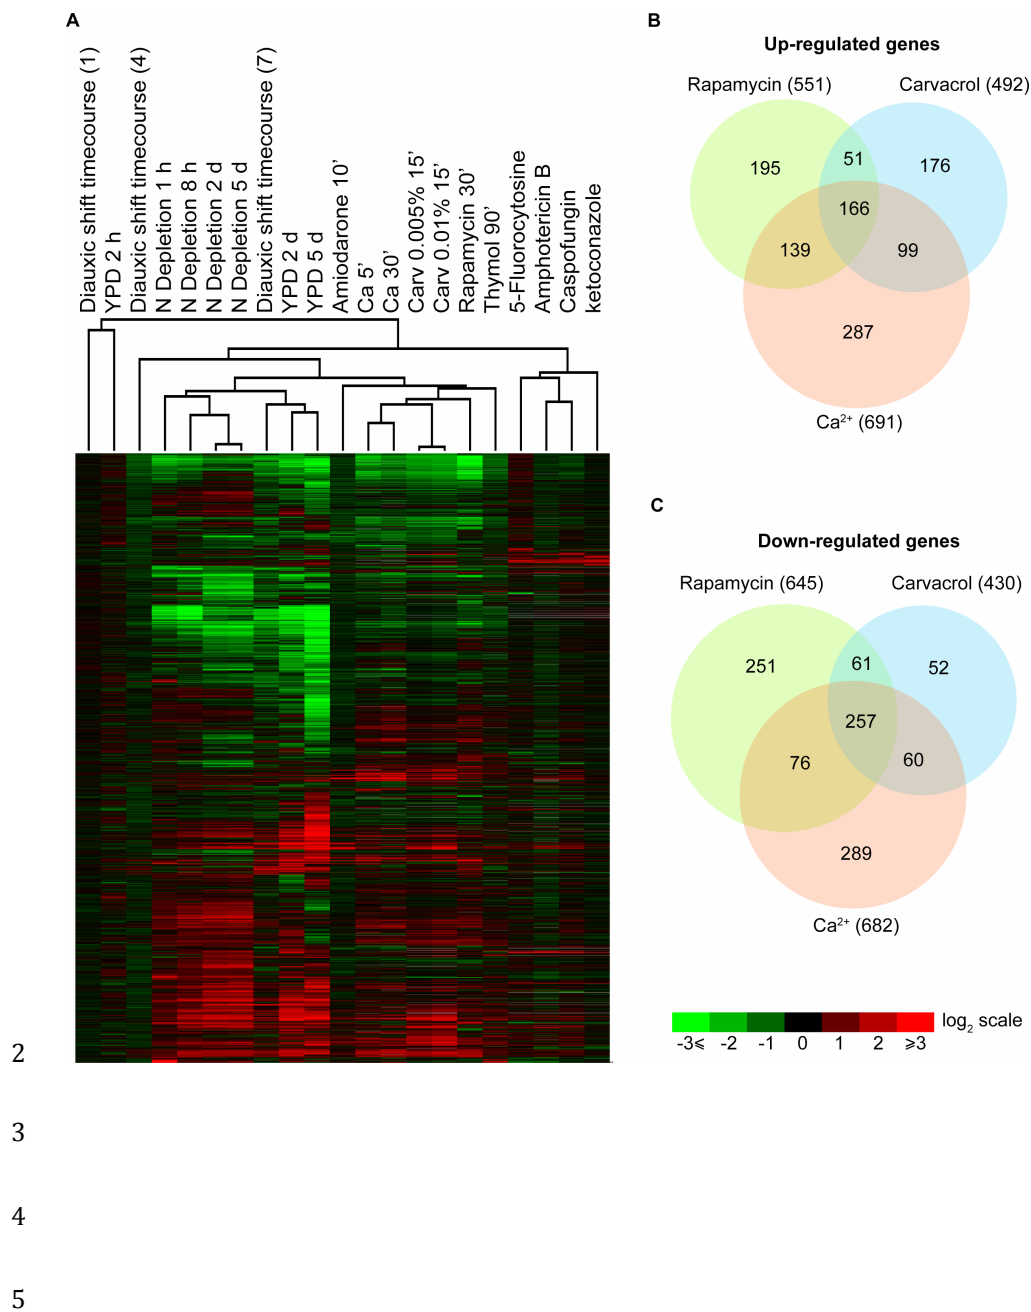 A
Diauxic shift timecourse (1)
YPD 2 h
Diauxic shift timecourse (4)
N Depletion 1 h
N Depletion 8 h
N Depletion 2 d
N Depletion 5 d
Diauxic shift timecourse (7)
YPD 2 d
YPD 5 d
Amiodarone 10’
Ca 5’
Ca 30’
Carv 0.005% 15’
Carv 0.01% 15’
Rapamycin 30’
Thymol 90’
5-Fluorocytosine
Amphotericin B
Caspofungin
ketoconazole
B
Up-regulated genes
Rapamycin (551)
Carvacrol (492)
195
51
176
166
139
99
287
Ca²⁺ (691)
C
Down-regulated genes
Rapamycin (645)
Carvacrol (430)
251
61
52
257
76
60
289
Ca²⁺ (682)
log₂ scale
-3⩽ -2 -1 0 1 2 ⩾3
2
3
4
5